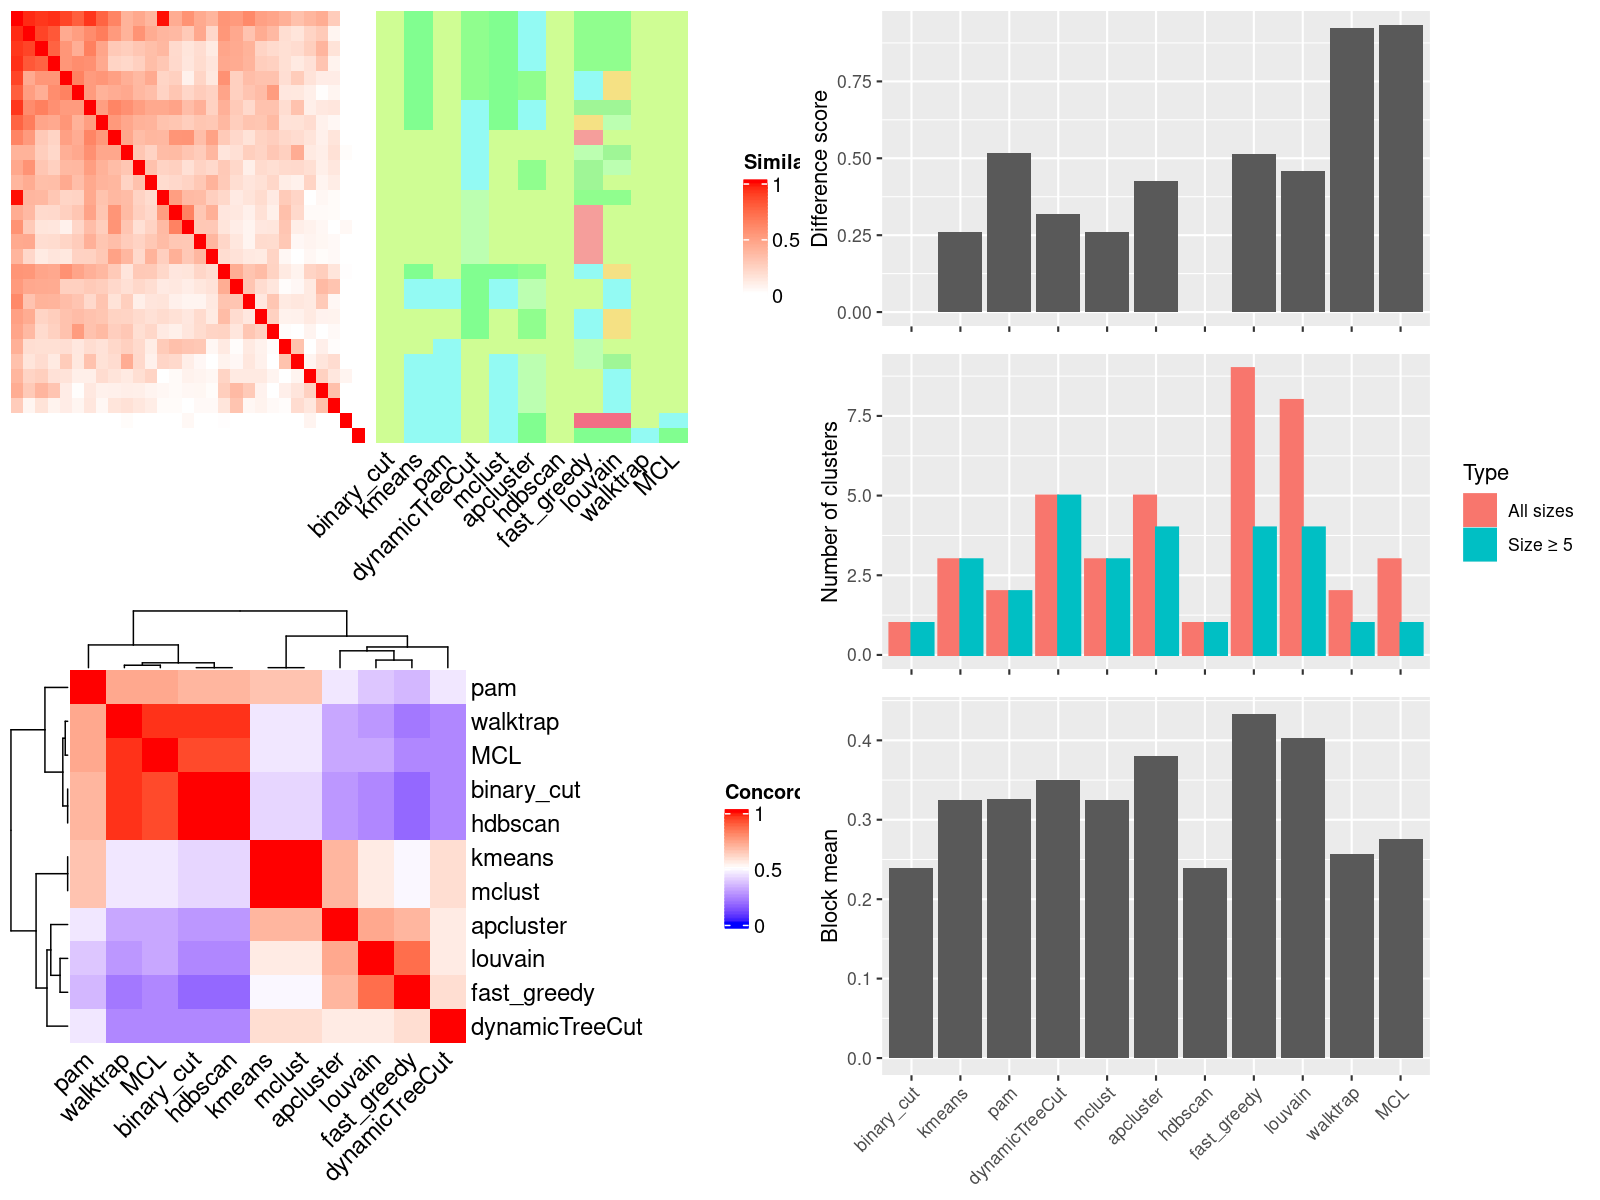 Simila
1
0.5
0
binary_cut
kmeans
pam
dynamicTreeCut
mclust
apcluster
hdbscan
fast_greedy
louvain
walktrap
MCL
pam
walktrap
MCL
binary_cut
hdbscan
kmeans
mclust
apcluster
louvain
fast_greedy
dynamicTreeCut
Concord
1
0.5
0
pam
walktrap
MCL
binary_cut
hdbscan
kmeans
mclust
apcluster
louvain
fast_greedy
dynamicTreeCut
Difference score
0.75
0.50
0.25
0.00
Number of clusters
7.5
5.0
2.5
0.0
Type
All sizes
Size ≥ 5
Block mean
0.4
0.3
0.2
0.1
0.0
binary_cut
kmeans
pam
dynamicTreeCut
mclust
apcluster
hdbscan
fast_greedy
louvain
walktrap
MCL